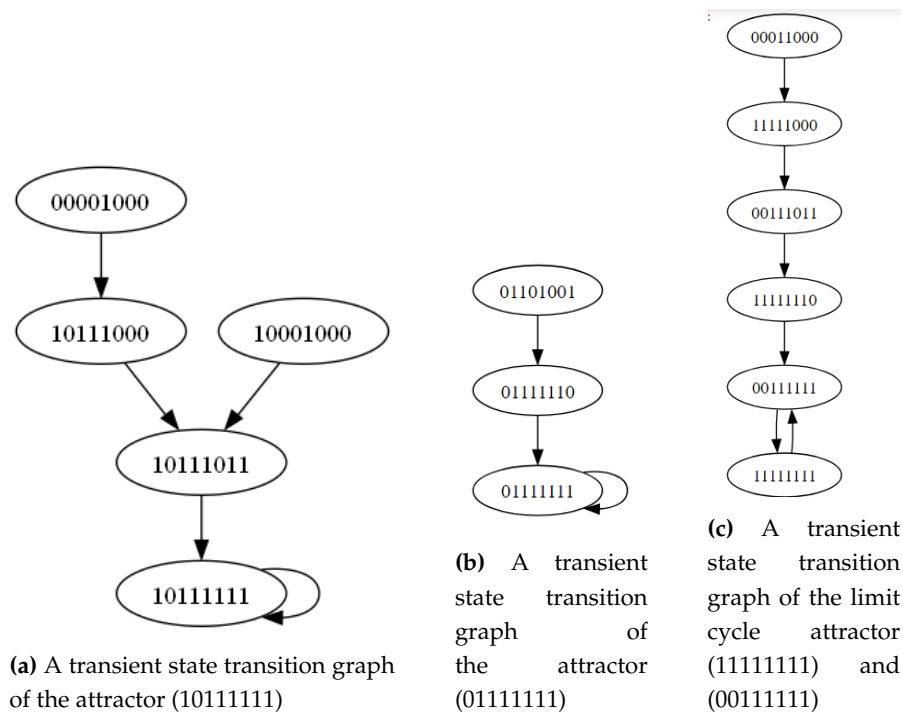 00001000
10111000
10001000
10111011
10111111
(a) A transient state transition graph
of the attractor (10111111)
01101001
01111110
01111111
(b) A transient
state transition
graph of
the attractor
(01111111)
:
00011000
11111000
00111011
11111110
00111111
11111111
(c) A transient
state transition
graph of the limit
cycle attractor
(11111111) and
(00111111)